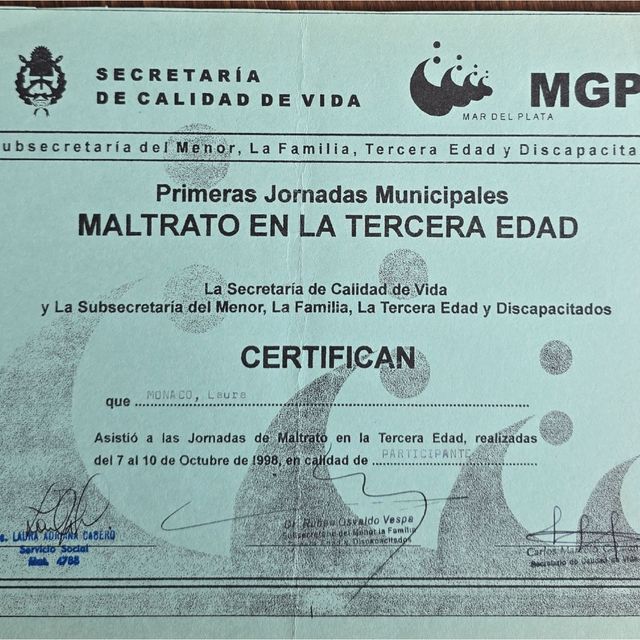 SECRETARÍA
DE CALIDAD DE VIDA
MGP
MAR DEL PLATA
ubsecretaría del Menor, La Familia, Tercera Edad y Discapacita
Primeras Jornadas Municipales
MALTRATO EN LA TERCERA EDAD
La Secretaría de Calidad de Vida
y La Subsecretaría del Menor, La Familia, La Tercera Edad y Discapacitados
CERTIFICAN
que MONACO, Laura
Asistió a las Jornadas de Maltrato en la Tercera Edad, realizadas
del 7 al 10 de Octubre de 1998, en calidad de PARTICIPANTE
s. LAURA ADRIANA CABERO
Servicio Social
Mat. 4788
Dr. Ruben Osvaldo Vespa
Subsecretario del Menor la Familia
Tercera Edad y Discapacitados
Carlos
Secretario de Calidad de Vida